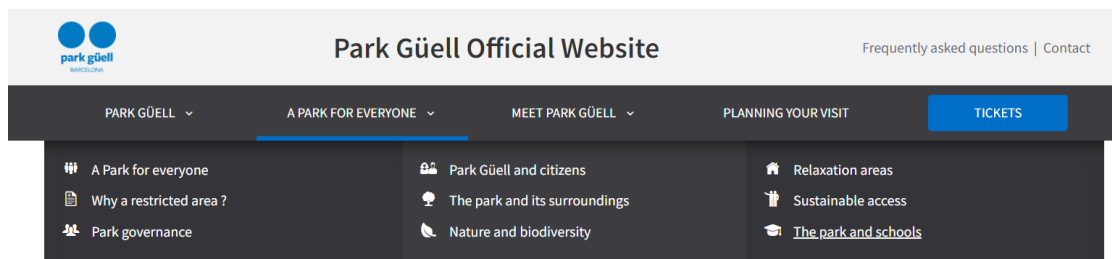 park güell
BARCELONA
Park Güell Official Website
Frequently asked questions | Contact
PARK GÜELL
A PARK FOR EVERYONE
MEET PARK GÜELL
PLANNING YOUR VISIT
TICKETS
A Park for everyone
Why a restricted area ?
Park governance
Park Güell and citizens
The park and its surroundings
Nature and biodiversity
Relaxation areas
Sustainable access
The park and schools